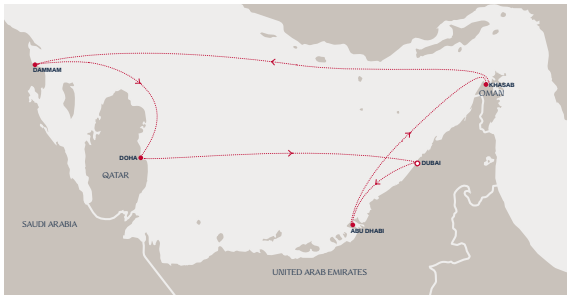 DAMMAM
KHASAB
OMAN
DOHA
DUBAI
QATAR
SAUDI ARABIA
ABU DHABI
UNITED ARAB EMIRATES